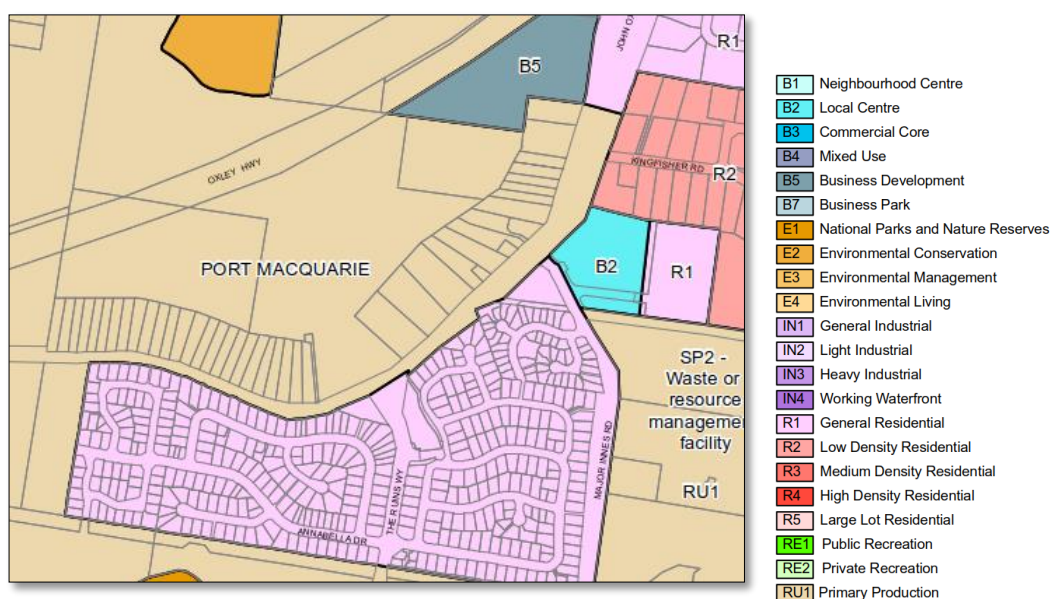 JOHN OX
R1
B5
KINGFISHER RD
R2
OXLEY HWY
PORT MACQUARIE
B2
R1
SP2 -
Waste or
resource
managemen
facility
MAJOR INNES RD
RU1
THE RUINS WY
ANNABELLA DR
B1 Neighbourhood Centre
B2 Local Centre
B3 Commercial Core
B4 Mixed Use
B5 Business Development
B7 Business Park
E1 National Parks and Nature Reserves
E2 Environmental Conservation
E3 Environmental Management
E4 Environmental Living
IN1 General Industrial
IN2 Light Industrial
IN3 Heavy Industrial
IN4 Working Waterfront
R1 General Residential
R2 Low Density Residential
R3 Medium Density Residential
R4 High Density Residential
R5 Large Lot Residential
RE1 Public Recreation
RE2 Private Recreation
RU1 Primary Production